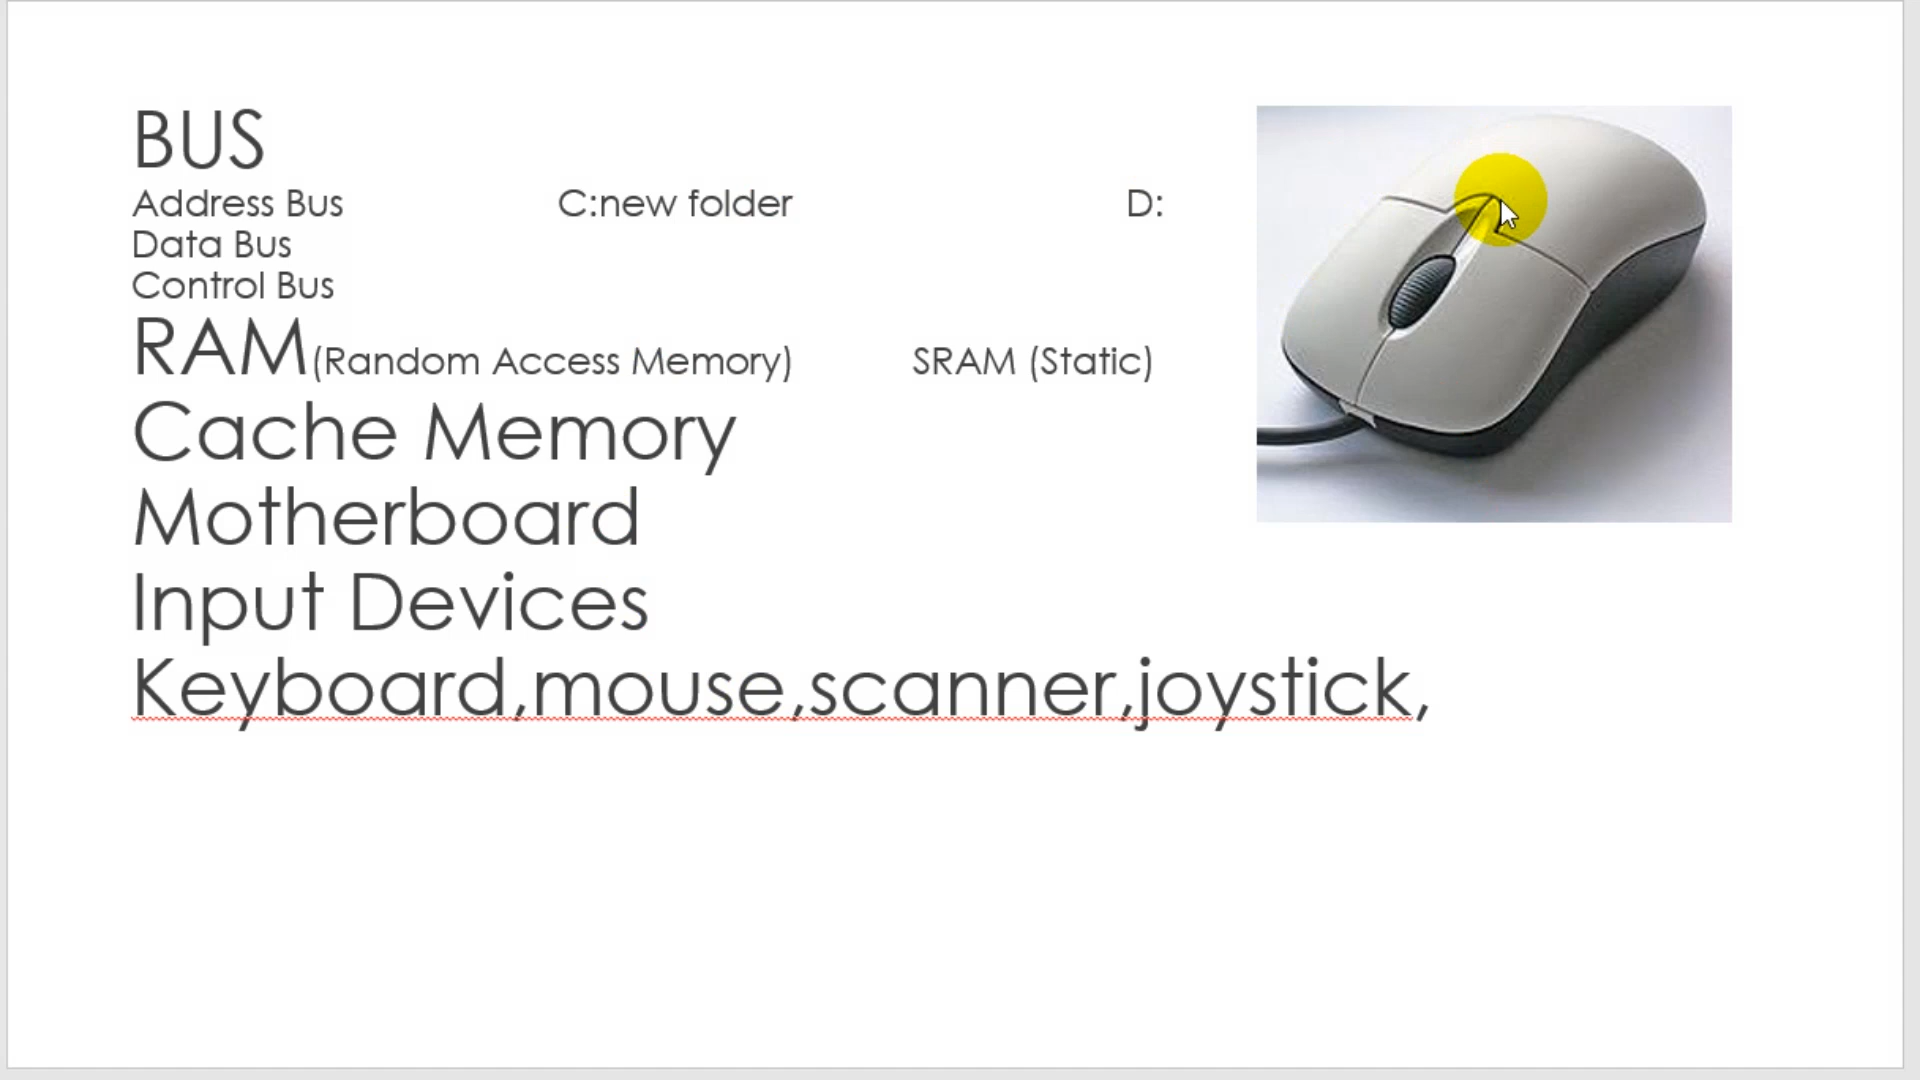 BUS
Address Bus C:new folder D:
Data Bus
Control Bus
RAM(Random Access Memory) SRAM (Static)
Cache Memory
Motherboard
Input Devices
Keyboard,mouse,scanner,joystick,